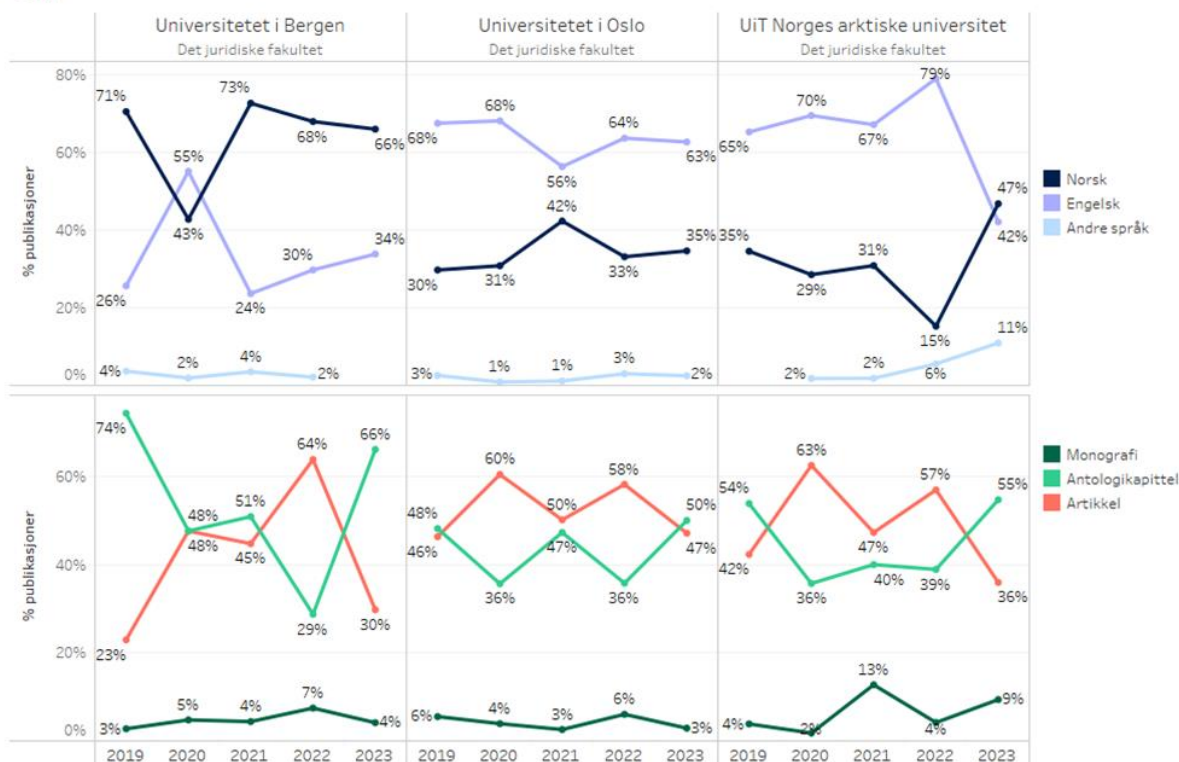 Universitetet i Bergen Universitetet i Oslo UiT Norges arktiske universitet
Det juridiske fakultet Det juridiske fakultet Det juridiske fakultet
% publikasjoner
80%
60%
40%
20%
0%
71% 43% 73% 68% 66%
26% 55% 24% 30% 34%
4% 2% 4% 2%
30% 31% 42% 33% 35%
68% 68% 56% 64% 63%
3% 1% 1% 3% 2%
35% 29% 31% 15% 47%
65% 70% 67% 79% 42%
2% 2% 6% 11%
Norsk
Engelsk
Andre språk
% publikasjoner
60%
40%
20%
0%
74% 48% 51% 29% 66%
23% 48% 45% 64% 30%
3% 5% 4% 7% 4%
48% 36% 47% 36% 50%
46% 60% 50% 58% 47%
6% 4% 3% 6% 3%
54% 36% 40% 39% 55%
42% 63% 47% 57% 36%
4% 2% 13% 4% 9%
Monografi
Antologikapittel
Artikkel
2019 2020 2021 2022 2023 2019 2020 2021 2022 2023 2019 2020 2021 2022 2023